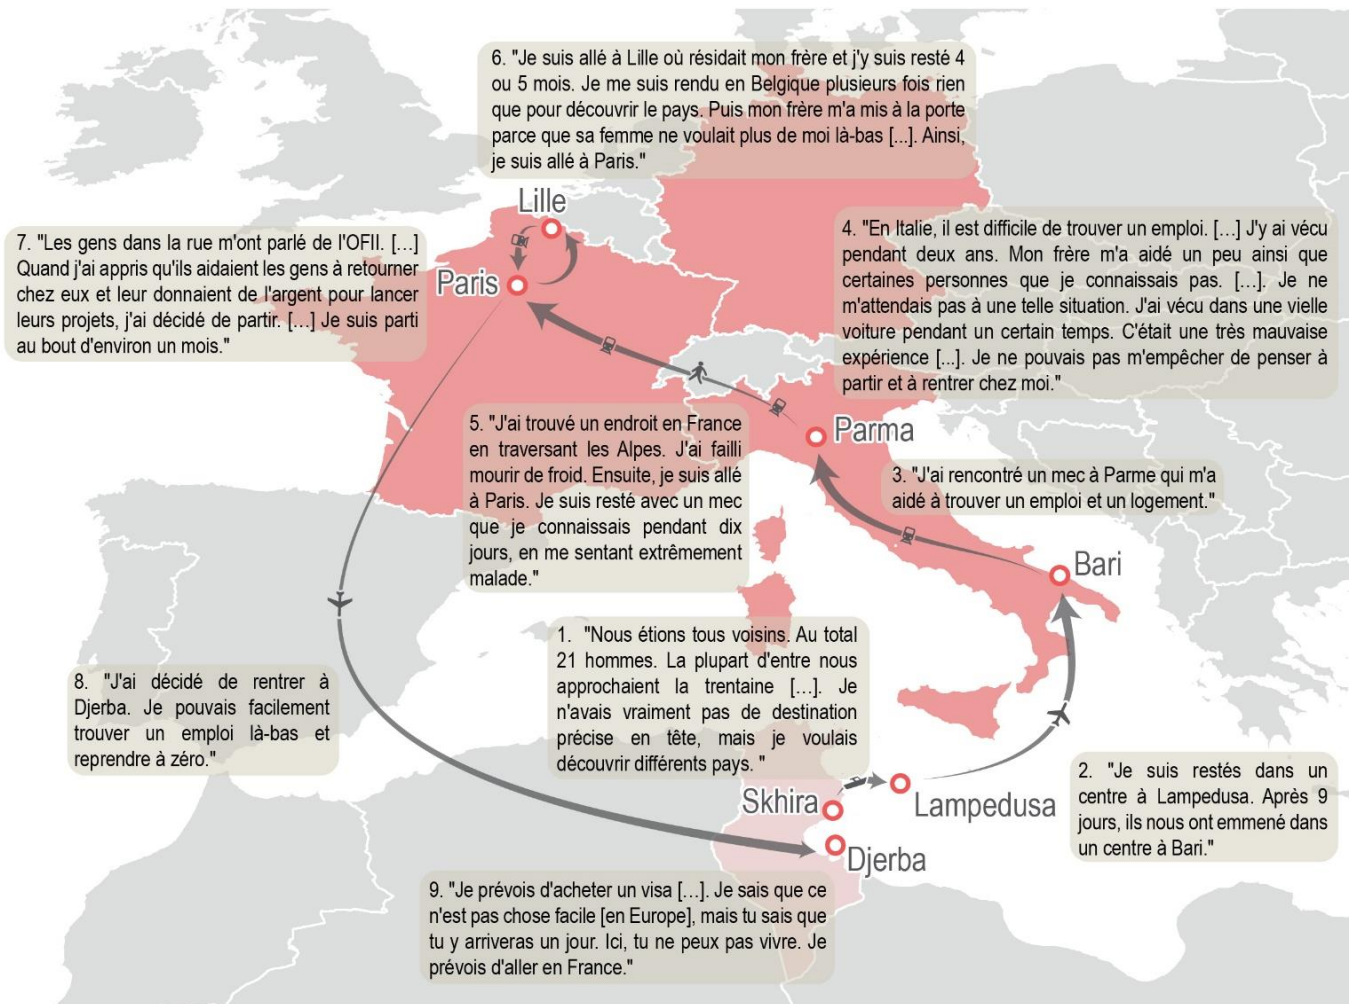 6. "Je suis allé à Lille où résidait mon frère et j'y suis resté 4
ou 5 mois. Je me suis rendu en Belgique plusieurs fois rien
que pour découvrir le pays. Puis mon frère m'a mis à la porte
parce que sa femme ne voulait plus de moi là-bas [...]. Ainsi,
je suis allé à Paris."
Lille
7. "Les gens dans la rue m'ont parlé de l'OFII. [...]
Quand j'ai appris qu'ils aidaient les gens à retourner
chez eux et leur donnaient de l'argent pour lancer
leurs projets, j'ai décidé de partir. [...] Je suis parti
au bout d'environ un mois."
Paris
4. "En Italie, il est difficile de trouver un emploi. [...] J'y ai vécu
pendant deux ans. Mon frère m'a aidé un peu ainsi que
certaines personnes que je connaissais pas. [...]. Je ne
m'attendais pas à une telle situation. J'ai vécu dans une vielle
voiture pendant un certain temps. C'était une très mauvaise
expérience [...]. Je ne pouvais pas m'empêcher de penser à
partir et à rentrer chez moi."
5. "J'ai trouvé un endroit en France
en traversant les Alpes. J'ai failli
mourir de froid. Ensuite, je suis allé
à Paris. Je suis resté avec un mec
que je connaissais pendant dix
jours, en me sentant extrêmement
malade."
Parma
3. "J'ai rencontré un mec à Parme qui m'a
aidé à trouver un emploi et un logement."
Bari
1. "Nous étions tous voisins. Au total
21 hommes. La plupart d'entre nous
approchaient la trentaine [...]. Je
n'avais vraiment pas de destination
précise en tête, mais je voulais
découvrir différents pays. "
8. "J'ai décidé de rentrer à
Djerba. Je pouvais facilement
trouver un emploi là-bas et
reprendre à zéro."
Skhira
Lampedusa
2. "Je suis restés dans un
centre à Lampedusa. Après 9
jours, ils nous ont emmené dans
un centre à Bari."
Djerba
9. "Je prévois d'acheter un visa [...]. Je sais que ce
n'est pas chose facile [en Europe], mais tu sais que
tu y arriveras un jour. Ici, tu ne peux pas vivre. Je
prévois d'aller en France."